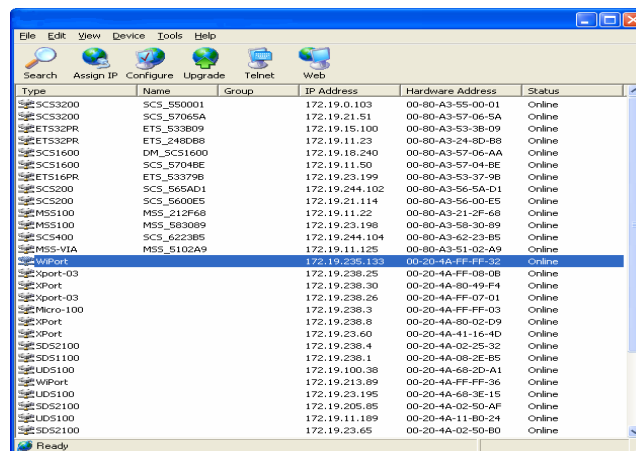 File Edit View Device Tools Help
Search Assign IP Configure Upgrade Telnet Web
Type Name Group IP Address Hardware Address Status
SCS3200 SCS_550001 172.19.0.103 00-80-A3-55-00-01 Online
SCS3200 SCS_57065A 172.19.21.51 00-80-A3-57-06-5A Online
ETS32PR ETS_533B09 172.19.15.100 00-80-A3-53-3B-09 Online
ETS32PR ETS_248DB8 172.19.11.23 00-80-A3-24-8D-B8 Online
SCS1600 DM_SCS1600 172.19.18.240 00-80-A3-57-06-AA Online
SCS1600 SCS_5704BE 172.19.11.50 00-80-A3-57-04-BE Online
ETS16PR ETS_53379B 172.19.23.199 00-80-A3-53-37-9B Online
SCS200 SCS_565AD1 172.19.244.102 00-80-A3-56-5A-D1 Online
SCS200 SCS_5600E5 172.19.21.114 00-80-A3-56-00-E5 Online
MSS100 MSS_212F68 172.19.11.22 00-80-A3-21-2F-68 Online
MSS100 MSS_583089 172.19.23.198 00-80-A3-58-30-89 Online
SCS400 SCS_6223B5 172.19.244.104 00-80-A3-62-23-B5 Online
MSS-VIA MSS_5102A9 172.19.11.125 00-80-A3-51-02-A9 Online
WiPort 172.19.235.133 00-20-4A-FF-FF-32 Online
Xport-03 172.19.238.25 00-20-4A-FF-08-0B Online
XPort 172.19.238.30 00-20-4A-80-49-F4 Online
Xport-03 172.19.238.26 00-20-4A-FF-07-01 Online
Micro-100 172.19.238.3 00-20-4A-FF-FF-03 Online
XPort 172.19.238.8 00-20-4A-80-02-D9 Online
XPort 172.19.23.60 00-20-4A-41-16-4D Online
SDS2100 172.19.238.4 00-20-4A-02-25-32 Online
SDS1100 172.19.238.1 00-20-4A-08-2E-B5 Online
UDS100 172.19.100.38 00-20-4A-68-2D-A1 Online
WiPort 172.19.213.89 00-20-4A-FF-FF-36 Online
UDS100 172.19.23.195 00-20-4A-68-3E-15 Online
SDS2100 172.19.205.85 00-20-4A-02-50-AF Online
UDS100 172.19.11.189 00-20-4A-11-B0-24 Online
SDS2100 172.19.23.65 00-20-4A-02-50-B0 Online
Ready